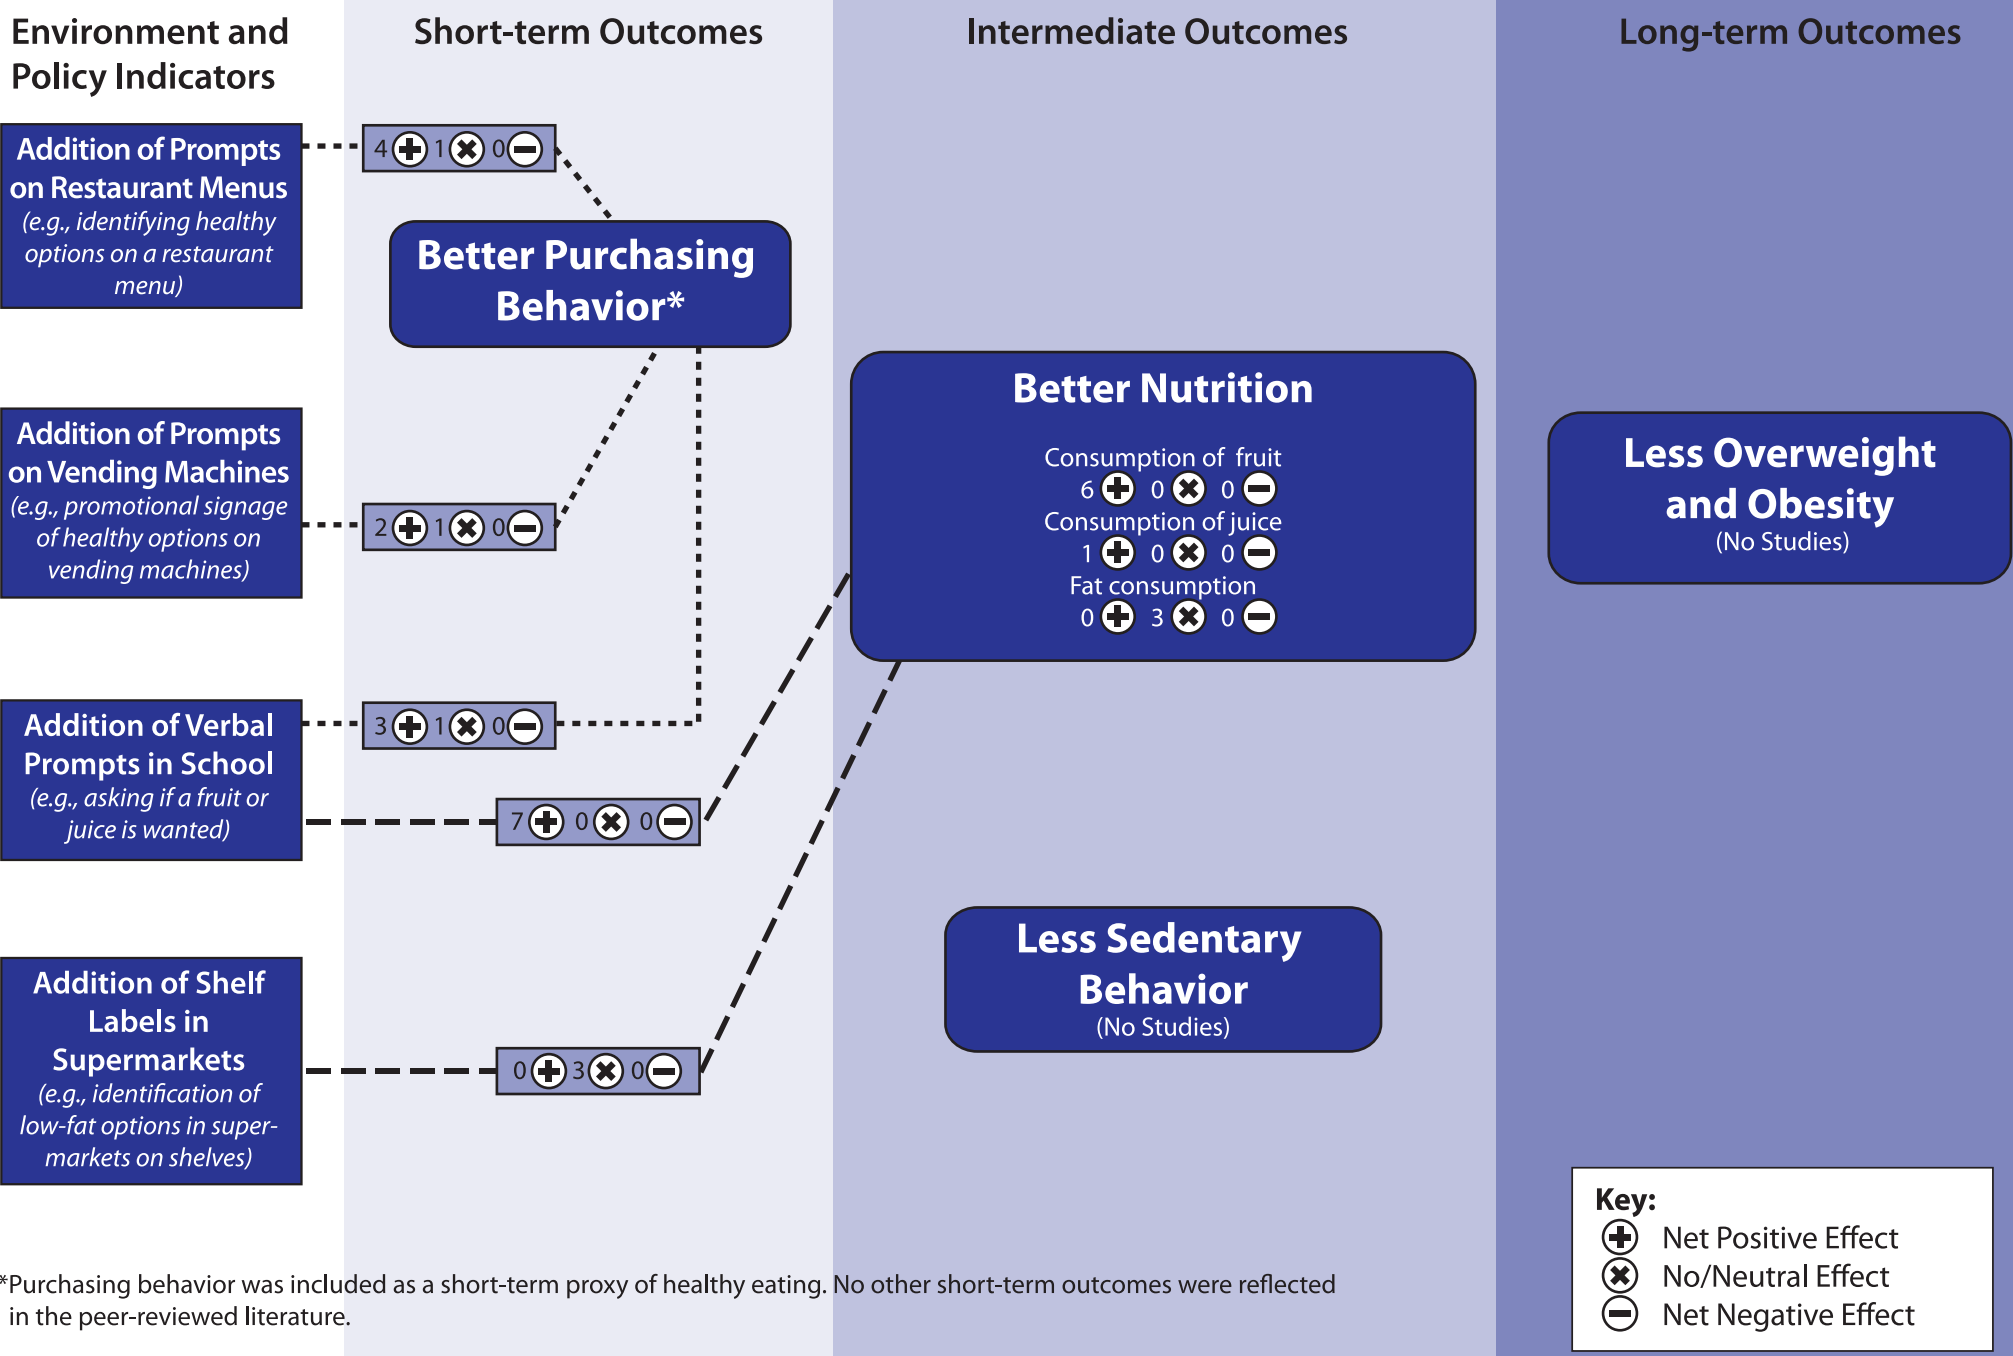 Environment and
Policy Indicators
Short-term Outcomes
Intermediate Outcomes
Long-term Outcomes
Addition of Prompts
on Restaurant Menus
(e.g., identifying healthy
options on a restaurant
menu)
4 1 0
Better Purchasing
Behavior*
Addition of Prompts
on Vending Machines
(e.g., promotional signage
of healthy options on
vending machines)
2 1 0
Better Nutrition
Consumption of fruit
6 0 0
Consumption of juice
1 0 0
Fat consumption
0 3 0
Less Overweight
and Obesity
(No Studies)
Addition of Verbal
Prompts in School
(e.g., asking if a fruit or
juice is wanted)
3 1 0
7 0 0
Less Sedentary
Behavior
(No Studies)
Addition of Shelf
Labels in
Supermarkets
(e.g., identification of
low-fat options in super-
markets on shelves)
0 3 0
Key:
Net Positive Effect
No/Neutral Effect
Net Negative Effect
*Purchasing behavior was included as a short-term proxy of healthy eating. No other short-term outcomes were reflected
in the peer-reviewed literature.